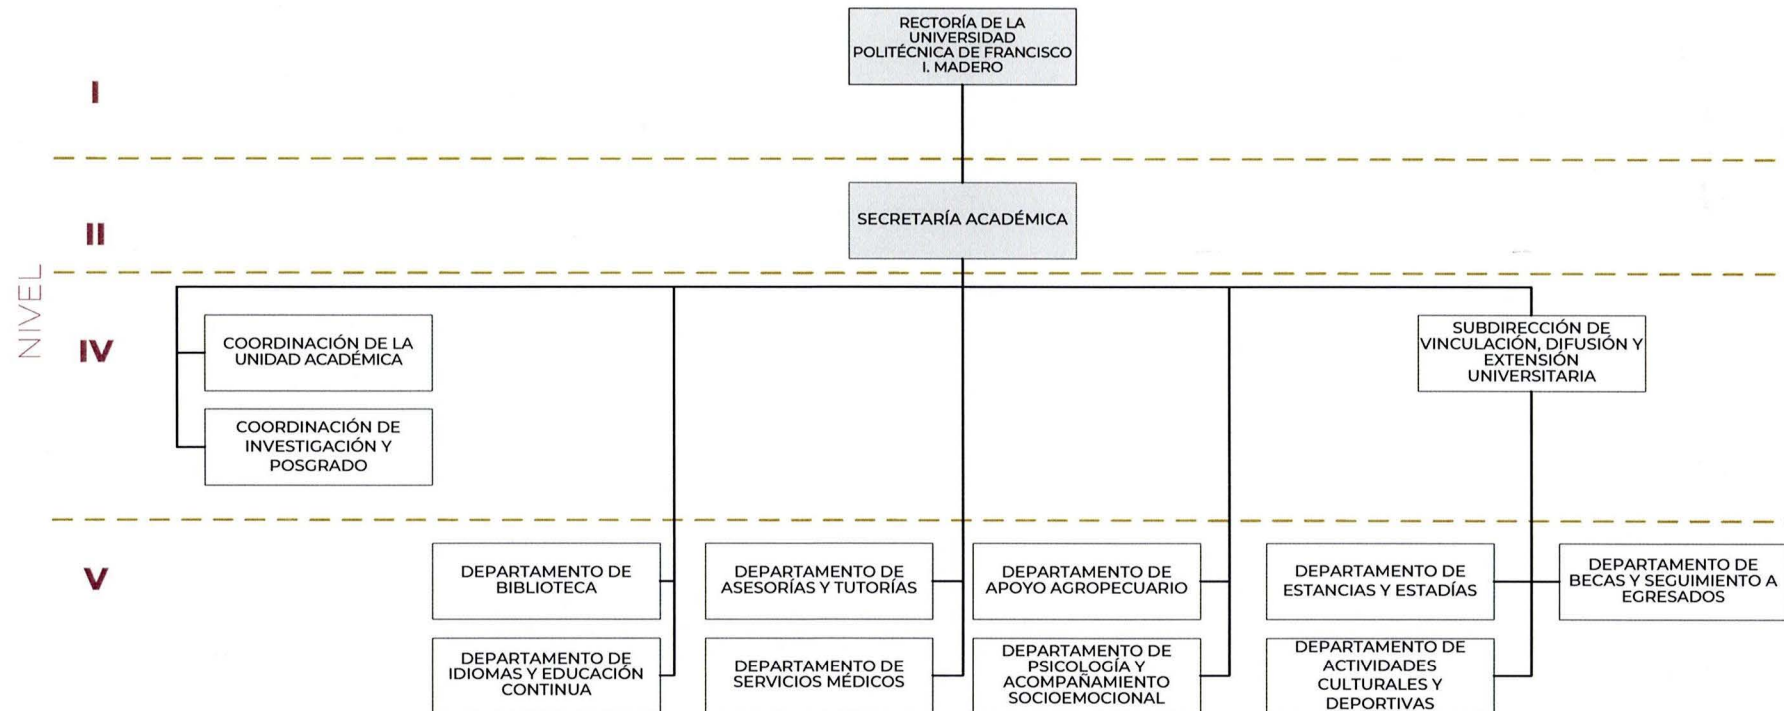 RECTORÍA DE LA
UNIVERSIDAD
POLITÉCNICA DE FRANCISCO
I. MADERO
I
SECRETARÍA ACADÉMICA
II
NIVEL
IV
COORDINACIÓN DE LA
UNIDAD ACADÉMICA
SUBDIRECCIÓN DE
VINCULACIÓN, DIFUSIÓN Y
EXTENSIÓN
UNIVERSITARIA
COORDINACIÓN DE
INVESTIGACIÓN Y
POSGRADO
V
DEPARTAMENTO DE
BIBLIOTECA
DEPARTAMENTO DE
ASESORÍAS Y TUTORÍAS
DEPARTAMENTO DE
APOYO AGROPECUARIO
DEPARTAMENTO DE
ESTANCIAS Y ESTADÍAS
DEPARTAMENTO DE
BECAS Y SEGUIMIENTO A
EGRESADOS
DEPARTAMENTO DE
IDIOMAS Y EDUCACIÓN
CONTINUA
DEPARTAMENTO DE
SERVICIOS MÉDICOS
DEPARTAMENTO DE
PSICOLOGÍA Y
ACOMPAÑAMIENTO
SOCIOEMOCIONAL
DEPARTAMENTO DE
ACTIVIDADES
CULTURALES Y
DEPORTIVAS